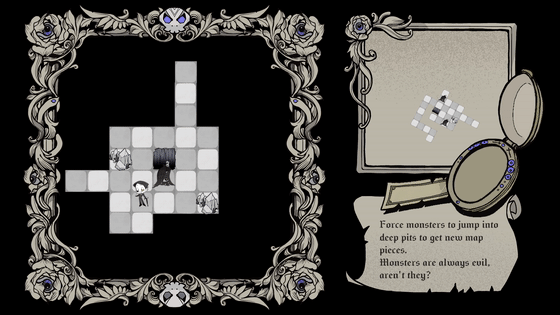 Force monsters to jump into
deep pits to get new map
pieces.
Monsters are always evil,
aren't they?